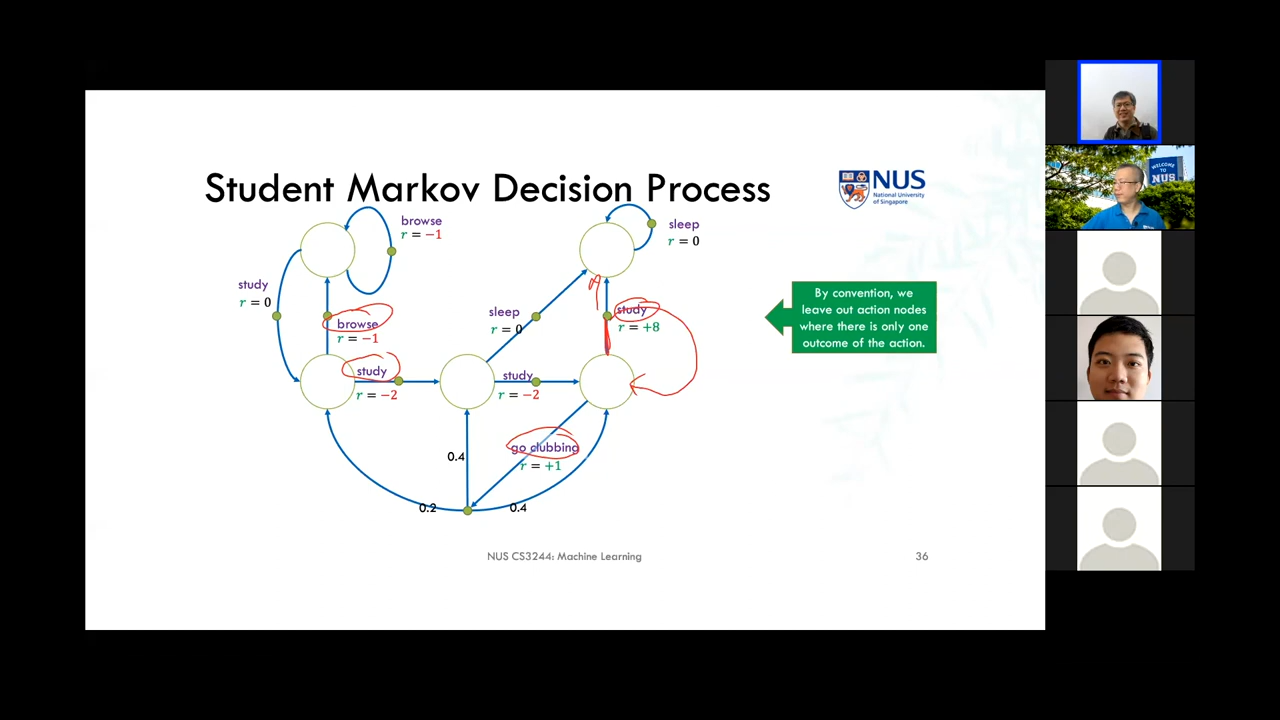 Student Markov Decision Process
NUS
National University
of Singapore
browse
r = −1
sleep
r = 0
study
r = 0
browse
r = −1
sleep
r = 0
study
r = +8
By convention, we
leave out action nodes
where there is only one
outcome of the action.
study
r = −2
study
r = −2
go clubbing
r = +1
0.4
0.2
0.4
NUS CS3244: Machine Learning
36
WELCOME
TO
NUS